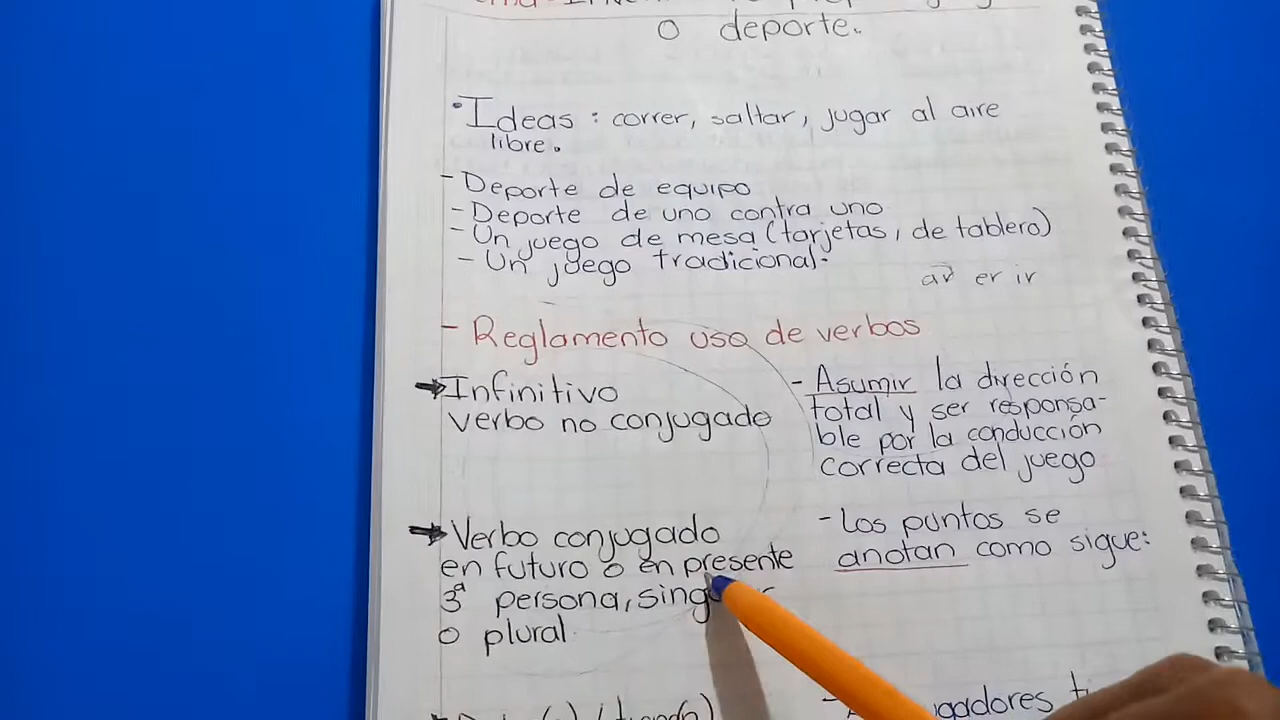 o deporte.
• Ideas : correr, saltar, jugar al aire
libre.
- Deporte de equipo
- Deporte de uno contra uno
- Un juego de mesa (tarjetas, de tablero)
- Un juego tradicional.
ar er ir
- Reglamento uso de verbos
→ Infinitivo
verbo no conjugado
- Asumir la dirección
total y ser responsa-
ble por la conducción
correcta del juego
→ Verbo conjugado
en futuro o en presente
3ª persona,
o plural
- Los puntos se
anotan como sigue: